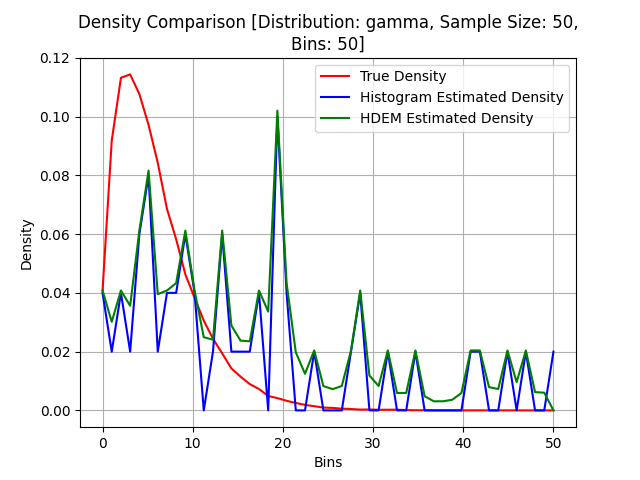 Density Comparison [Distribution: gamma, Sample Size: 50,
Bins: 50]
True Density
Histogram Estimated Density
HDEM Estimated Density
Density
0.12
0.10
0.08
0.06
0.04
0.02
0.00
0 10 20 30 40 50
Bins